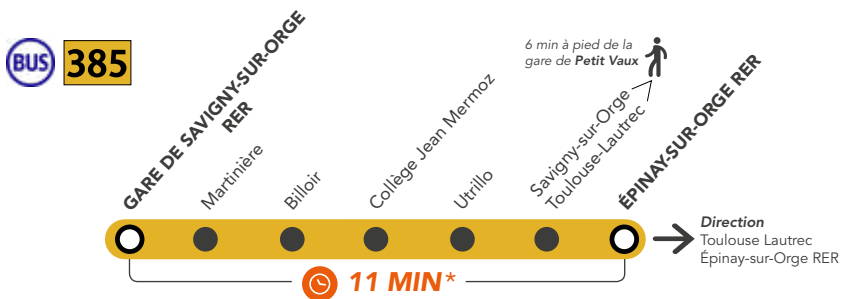 BUS 385
6 min à pied de la
gare de Petit Vaux
GARE DE SAVIGNY-SUR-ORGE
RER
Martinière
Billoir
Collège Jean Mermoz
Utrillo
Savigny-sur-Orge
Toulouse-Lautrec
ÉPINAY-SUR-ORGE RER
Direction
Toulouse Lautrec
Épinay-sur-Orge RER
11 MIN*